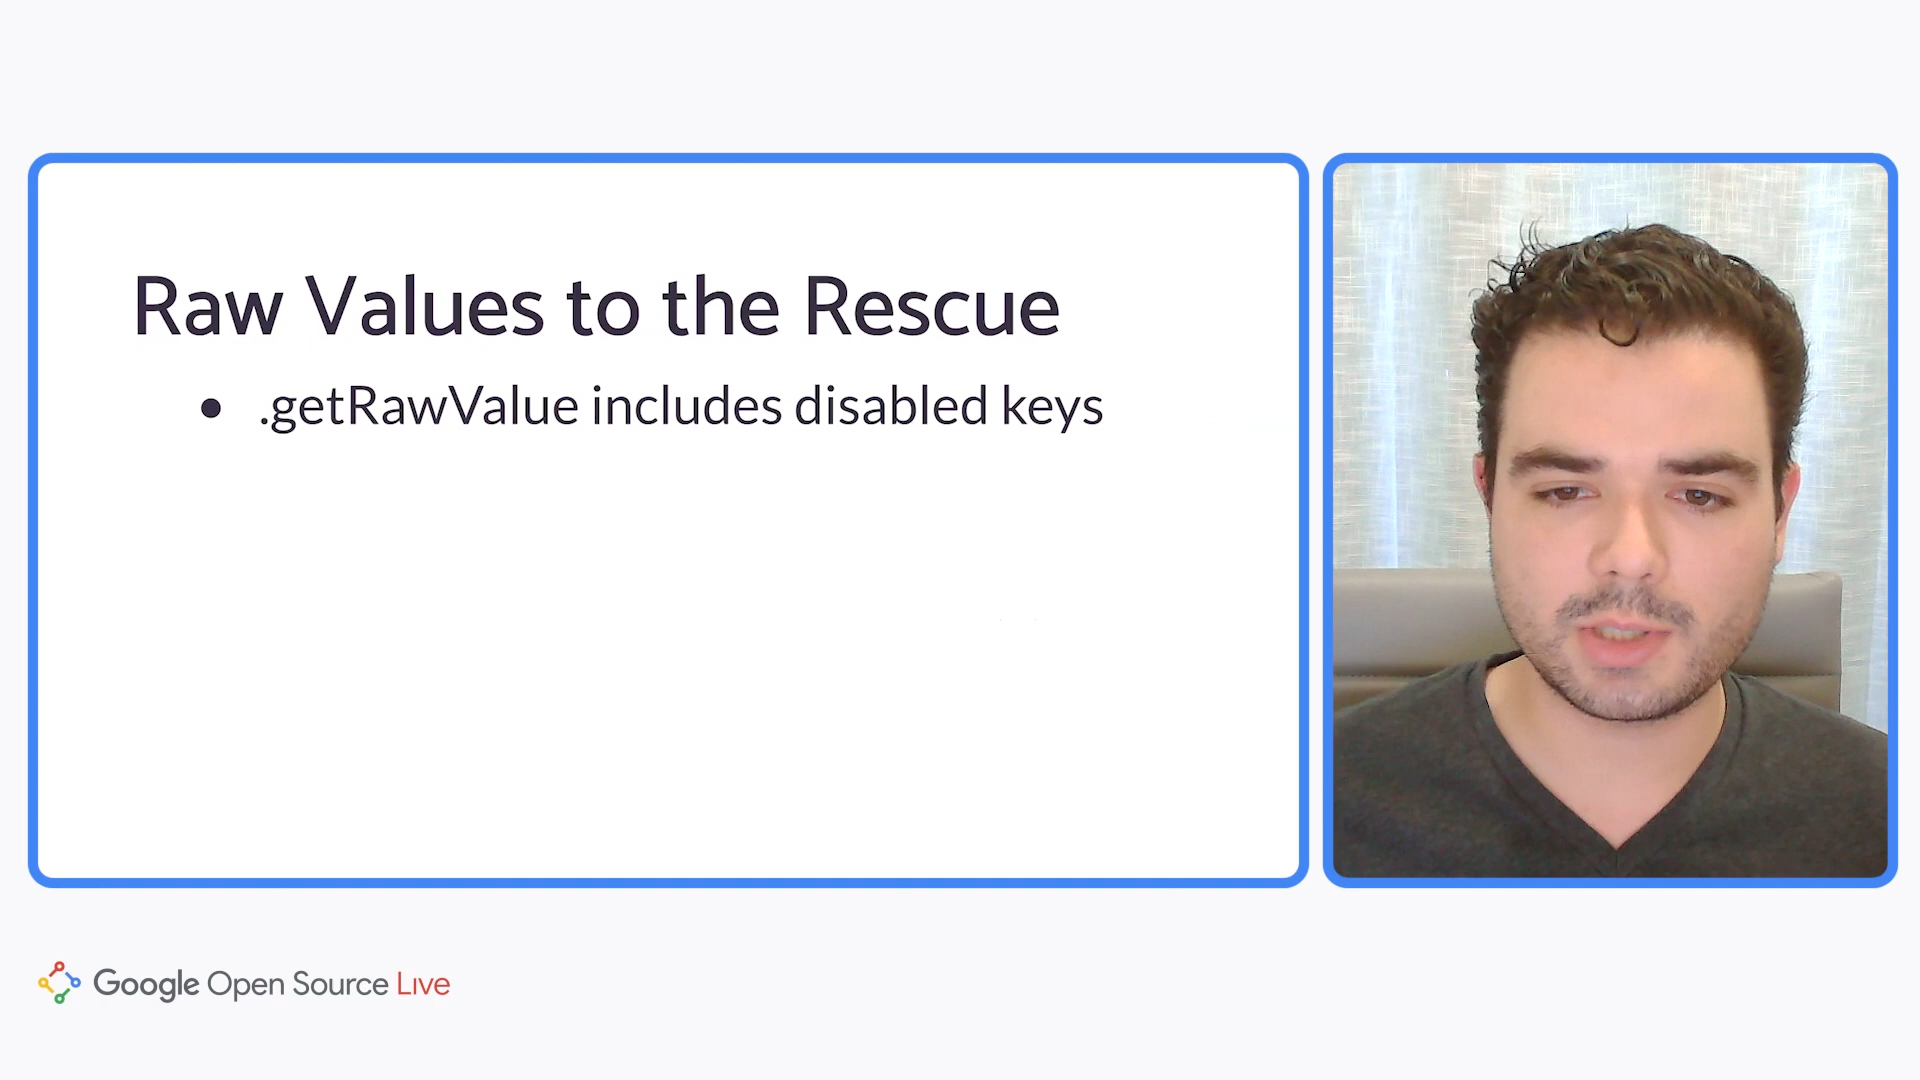 Raw Values to the Rescue
• .getRawValue includes disabled keys
Google Open Source Live